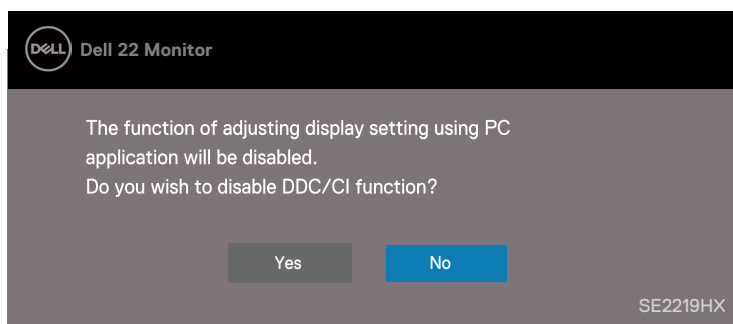 DELL Dell 22 Monitor
The function of adjusting display setting using PC
application will be disabled.
Do you wish to disable DDC/CI function?
Yes No
SE2219HX